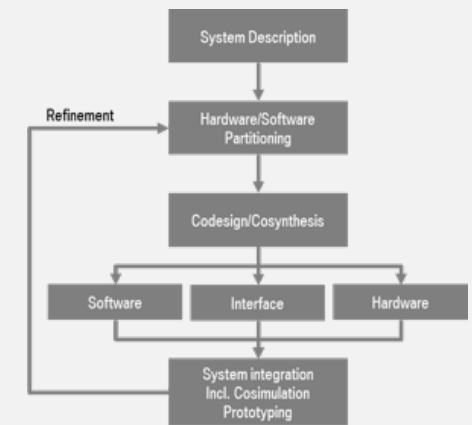 System Description
Refinement
Hardware/Software
Partitioning
Codesign/Cosynthesis
Software
Interface
Hardware
System integration
Incl. Cosimulation
Prototyping